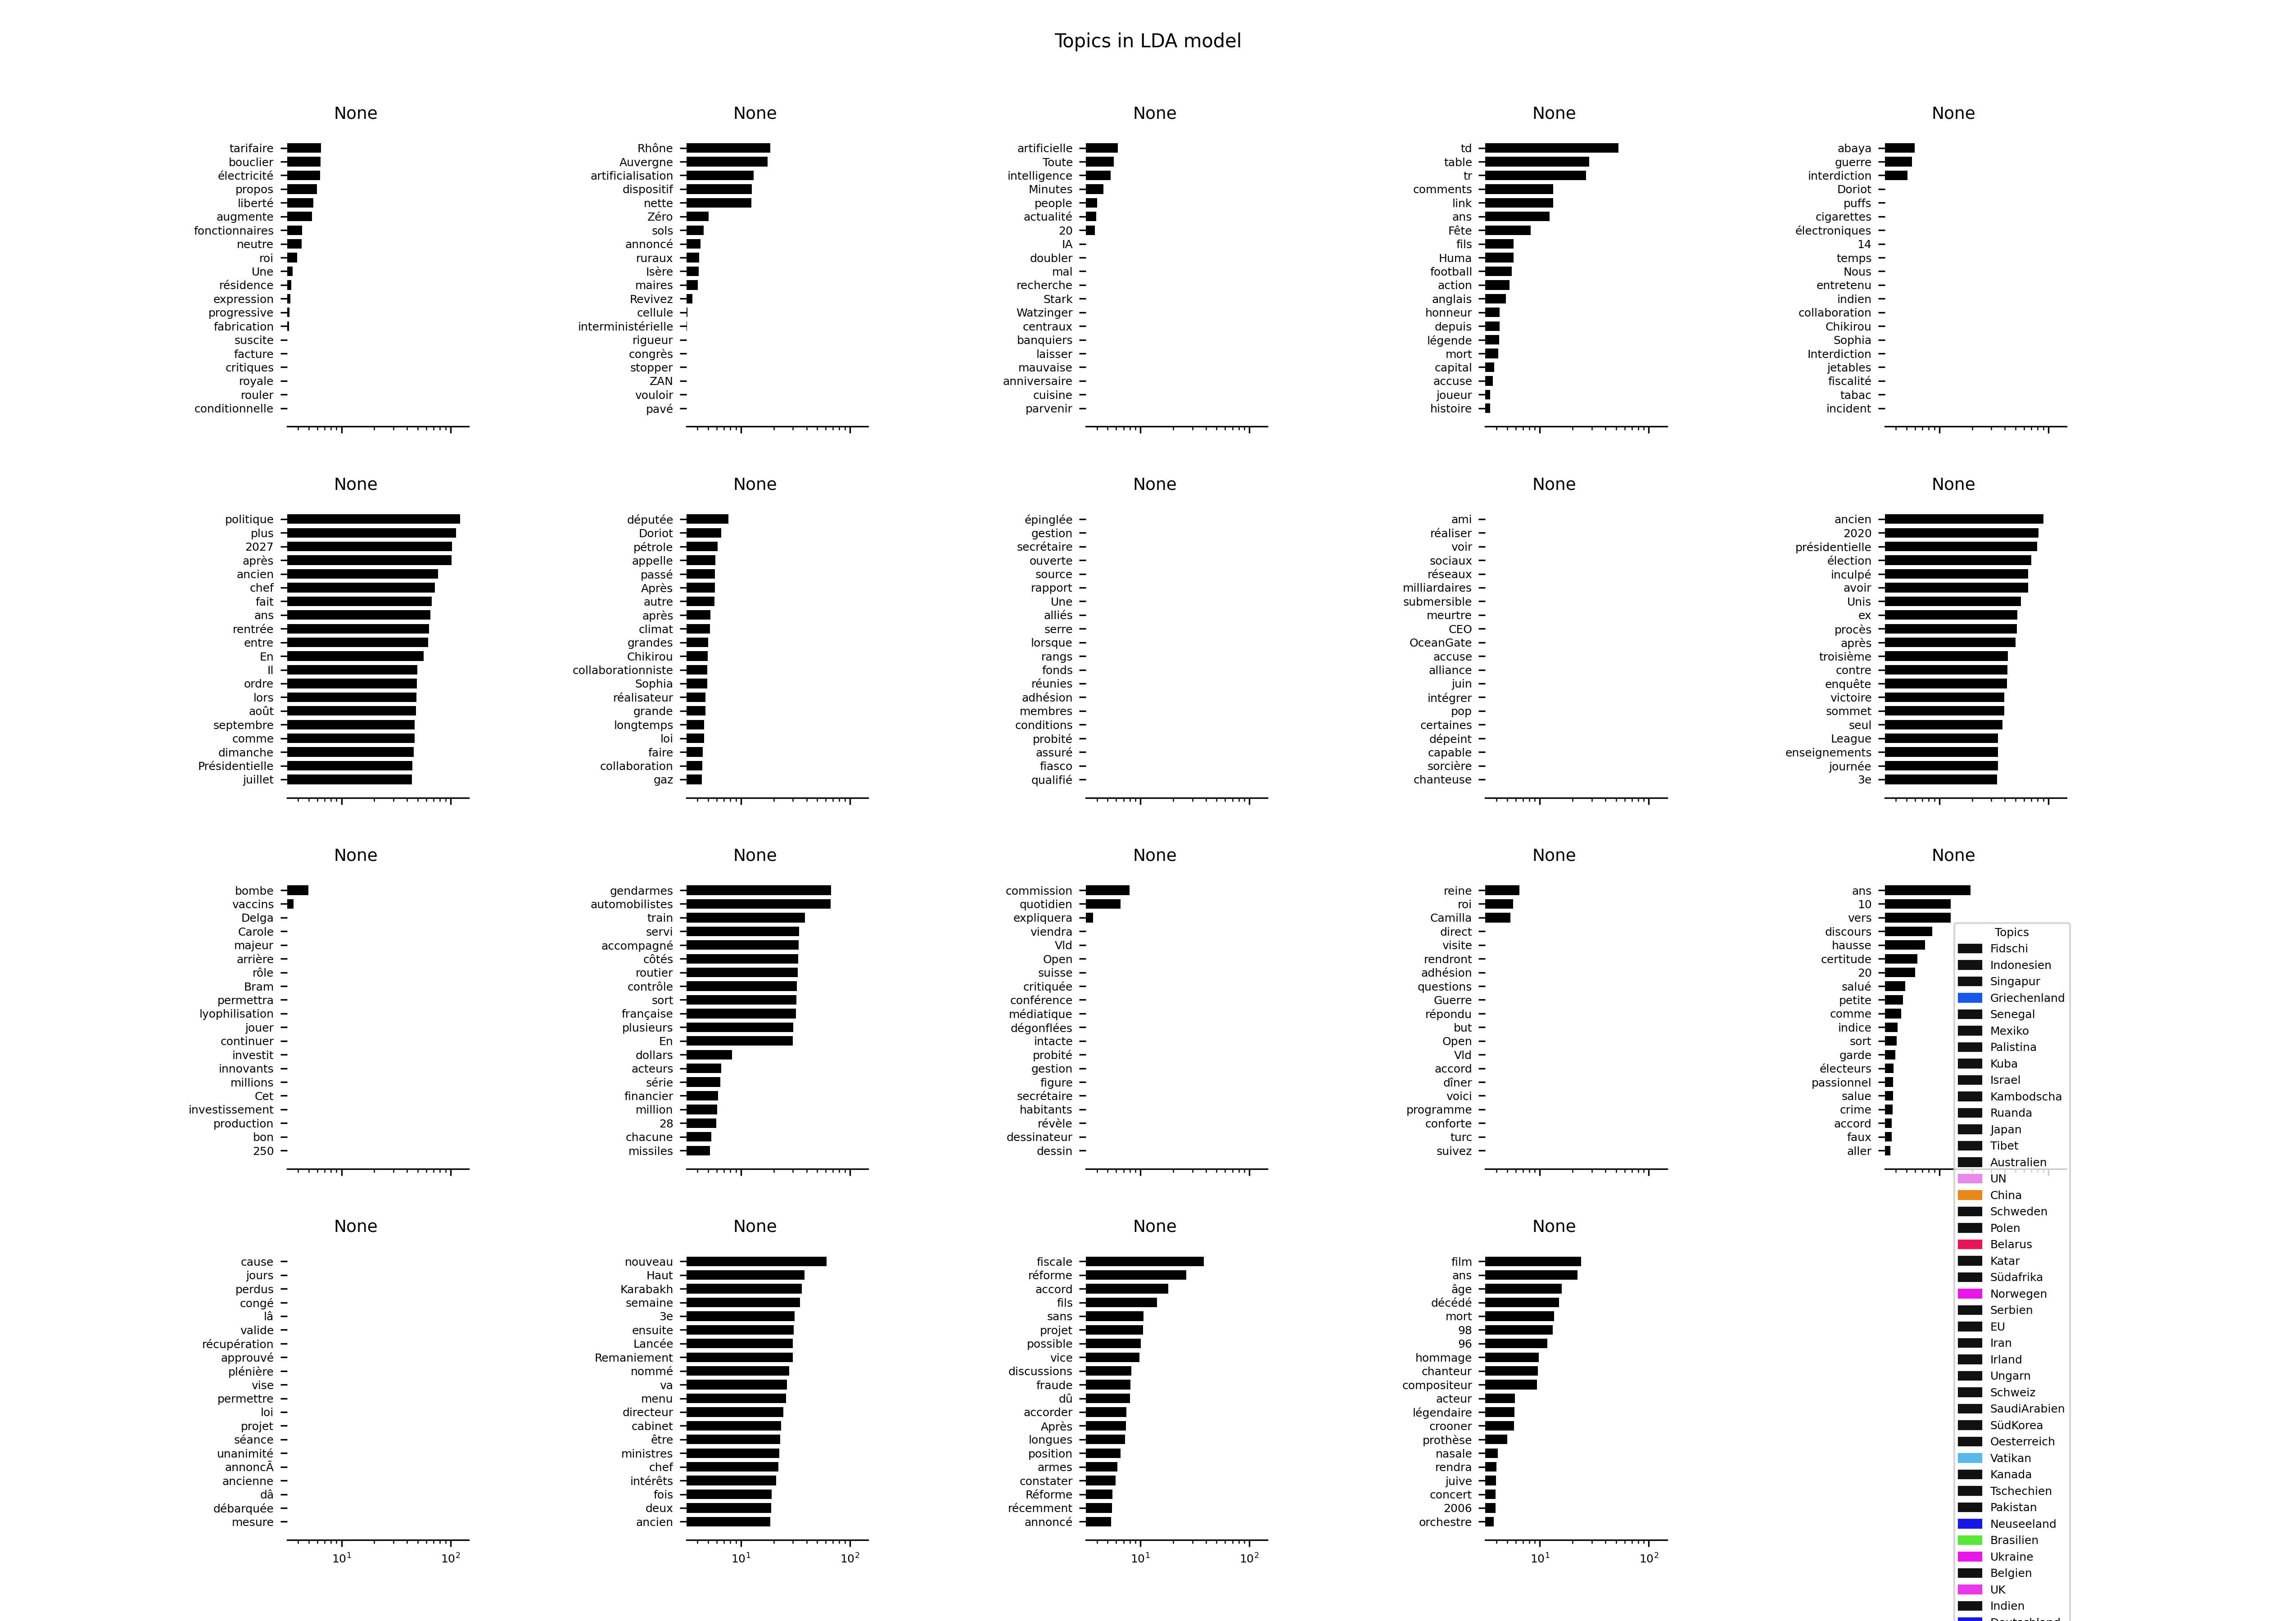 Topics in LDA model
None
tarifaire
bouclier
électricité
propos
liberté
augmente
fonctionnaires
neutre
roi
Une
résidence
expression
progressive
fabrication
suscite
facture
critiques
royale
rouler
conditionnelle
None
Rhône
Auvergne
artificialisation
dispositif
nette
Zéro
sols
annoncé
ruraux
Isère
maires
Revivez
cellule
interministérielle
rigueur
congrès
stopper
ZAN
vouloir
pavé
None
artificielle
Toute
intelligence
Minutes
people
actualité
20
IA
doubler
mal
recherche
Stark
Watzinger
centraux
banquiers
laisser
mauvaise
anniversaire
cuisine
parvenir
None
td
table
tr
comments
link
ans
Fête
fils
Huma
football
action
anglais
honneur
depuis
légende
mort
capital
accuse
joueur
histoire
None
abaya
guerre
interdiction
Doriot
puffs
cigarettes
électroniques
14
temps
Nous
entretenu
indien
collaboration
Chikirou
Sophia
Interdiction
jetables
fiscalité
tabac
incident
None
politique
plus
2027
après
ancien
chef
fait
ans
rentrée
entre
En
Il
ordre
lors
août
septembre
comme
dimanche
Présidentielle
juillet
None
députée
Doriot
pétrole
appelle
passé
Après
autre
après
climat
grandes
Chikirou
collaborationniste
Sophia
réalisateur
grande
longtemps
loi
faire
collaboration
gaz
None
épinglée
gestion
secrétaire
ouverte
source
rapport
Une
alliés
serre
lorsque
rangs
fonds
réunies
adhésion
membres
conditions
probité
assuré
fiasco
qualifié
None
ami
réaliser
voir
sociaux
réseaux
milliardaires
submersible
meurtre
CEO
OceanGate
accuse
alliance
juin
intégrer
pop
certaines
dépeint
capable
sorcière
chanteuse
None
ancien
2020
présidentielle
élection
inculpé
avoir
Unis
ex
procès
après
troisième
contre
enquête
victoire
sommet
seul
League
enseignements
journée
3e
None
bombe
vaccins
Delga
Carole
majeur
arrière
rôle
Bram
permettra
lyophilisation
jouer
continuer
investit
innovants
millions
Cet
investissement
production
bon
250
None
gendarmes
automobilistes
train
servi
accompagné
côtés
routier
contrôle
sort
française
plusieurs
En
dollars
acteurs
série
financier
million
28
chacune
missiles
None
commission
quotidien
expliquera
viendra
Vld
Open
suisse
critiquée
conférence
médiatique
dégonflées
intacte
probité
gestion
figure
secrétaire
habitants
révèle
dessinateur
dessin
None
reine
roi
Camilla
direct
visite
rendront
adhésion
questions
Guerre
répondu
but
Open
Vld
accord
dîner
voici
programme
conforte
turc
suivez
None
ans
10
vers
discours
hausse
certitude
20
salué
petite
comme
indice
sort
garde
électeurs
passionnel
salue
crime
accord
faux
aller
None
cause
jours
perdus
congé
lâ
valide
récupération
approuvé
plénière
vise
permettre
loi
projet
séance
unanimité
annoncÃ
ancienne
dâ
débarquée
mesure
10¹ 10²
None
nouveau
Haut
Karabakh
semaine
3e
ensuite
Lancée
Remaniement
nommé
va
menu
directeur
cabinet
être
ministres
chef
intérêts
fois
deux
ancien
10¹ 10²
None
fiscale
réforme
accord
fils
sans
projet
possible
vice
discussions
fraude
dû
accorder
Après
longues
position
armes
constater
Réforme
récemment
annoncé
10¹ 10²
None
film
ans
âge
décédé
mort
98
96
hommage
chanteur
compositeur
acteur
légendaire
crooner
prothèse
nasale
rendra
juive
concert
2006
orchestre
10¹ 10²
Topics
Fidschi
Indonesien
Singapur
Griechenland
Senegal
Mexiko
Palistina
Kuba
Israel
Kambodscha
Ruanda
Japan
Tibet
Australien
UN
China
Schweden
Polen
Belarus
Katar
Südafrika
Norwegen
Serbien
EU
Iran
Irland
Ungarn
Schweiz
SaudiArabien
SüdKorea
Oesterreich
Vatikan
Kanada
Tschechien
Pakistan
Neuseeland
Brasilien
Ukraine
Belgien
UK
Indien